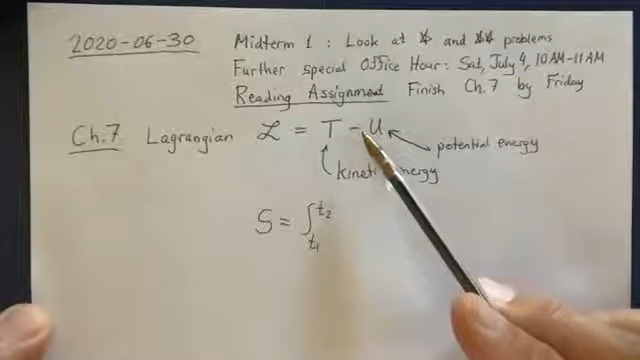 2020-06-30 Midterm 1 : Look at ☆ and ☆☆ problems
Further special Office Hour: Sat, July 4, 10AM-11AM
Reading Assignment Finish Ch.7 by Friday
Ch.7 Lagrangian ℒ = T - U
potential energy
kinetic energy
S = ∫_{t₁}^{t₂}